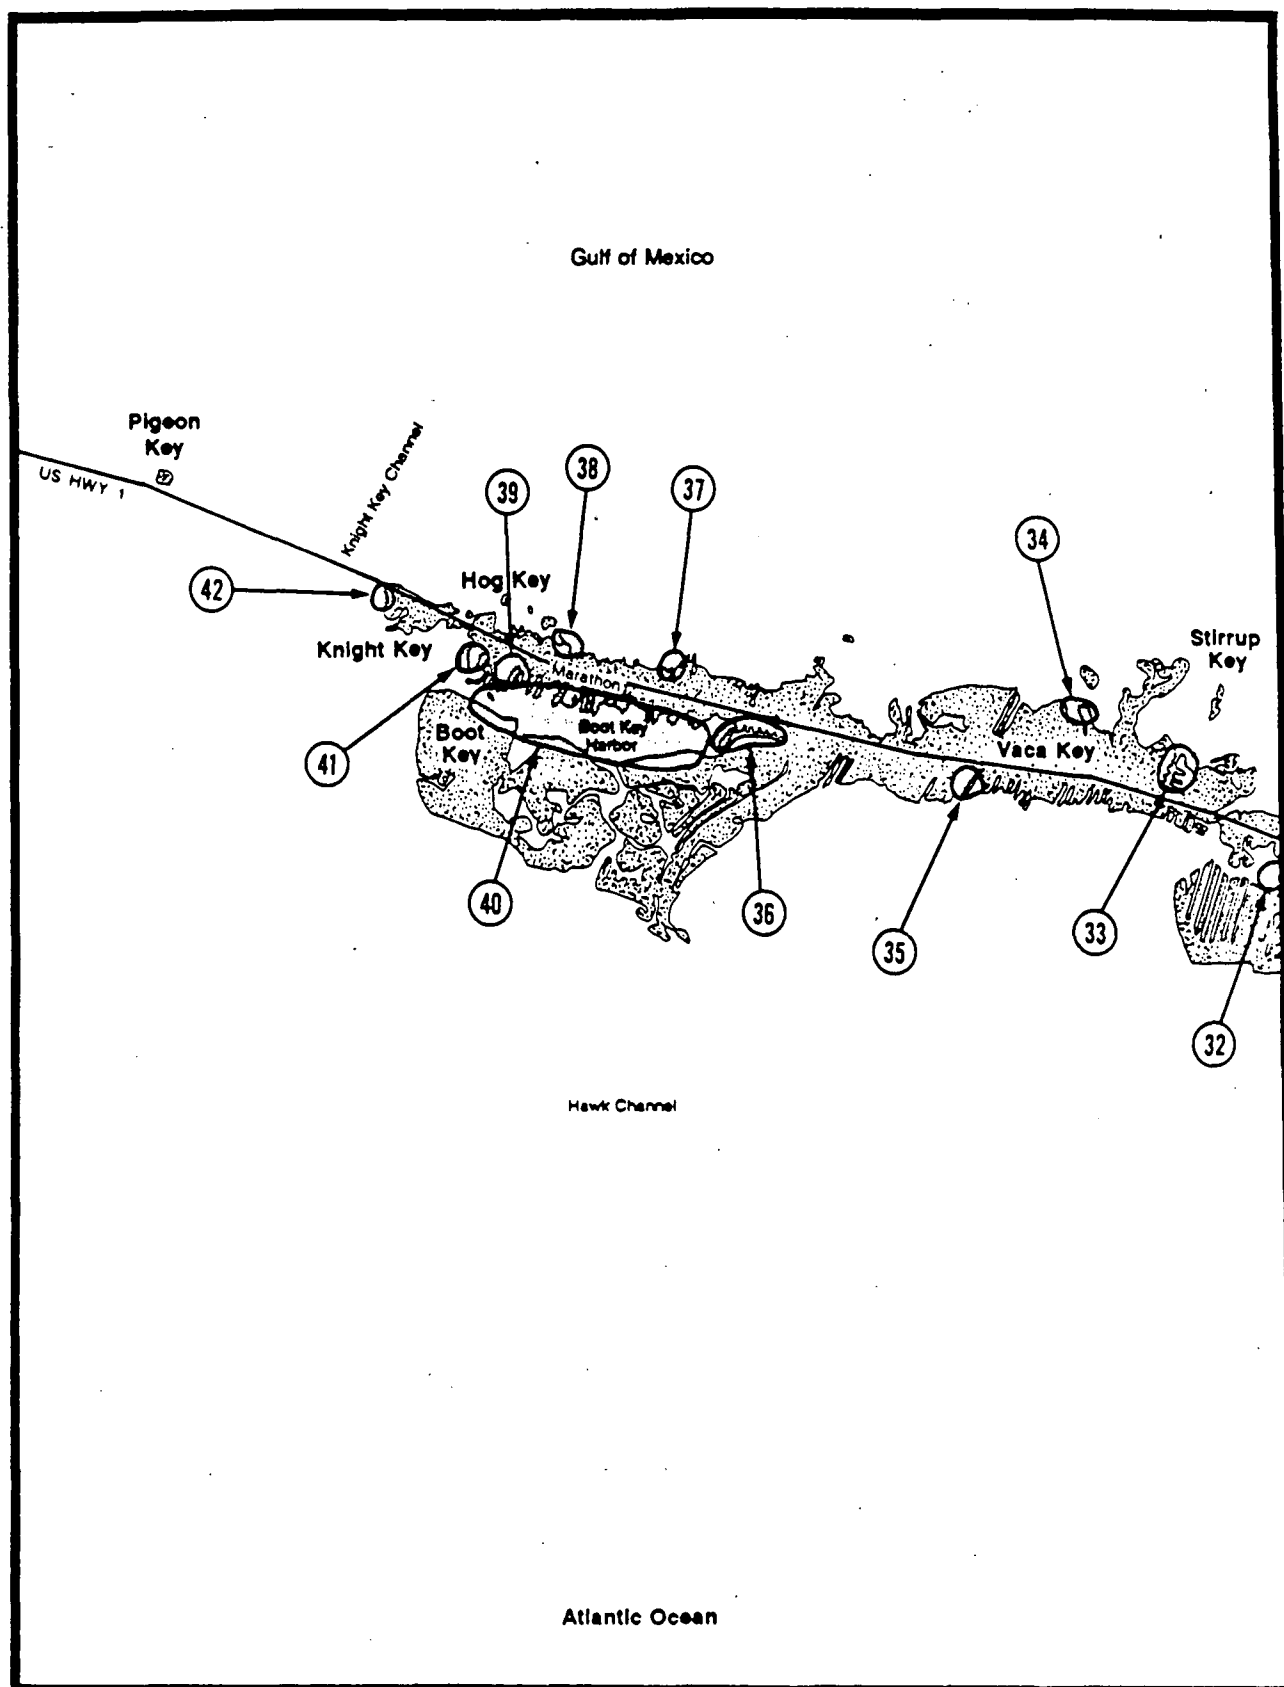 Gulf of Mexico
Pigeon
Key
US HWY 1
Knight Key Channel
38
39
37
34
42
Hog Key
Knight Key
Stirrup
Key
Marathon
Boot
Key
Boot Key
Harbor
Vaca Key
41
40
36
35
33
32
Hawk Channel
Atlantic Ocean